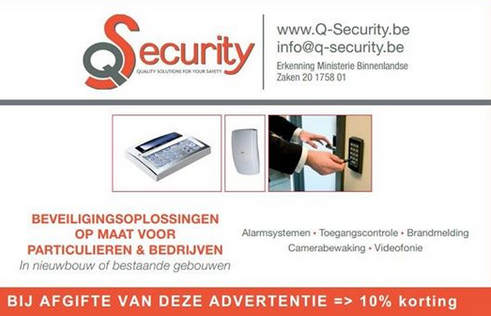 QSecurity
QUALITY SOLUTIONS FOR YOUR SAFETY
www.Q-Security.be
info@q-security.be
Erkenning Ministerie Binnenlandse
Zaken 20 1758 01
BEVEILIGINGSOPLOSSINGEN
OP MAAT VOOR
PARTICULIEREN & BEDRIJVEN
In nieuwbouw of bestaande gebouwen
Alarmsystemen • Toegangscontrole • Brandmelding
Camerabewaking • Videofonie
BIJ AFGIFTE VAN DEZE ADVERTENTIE => 10% korting